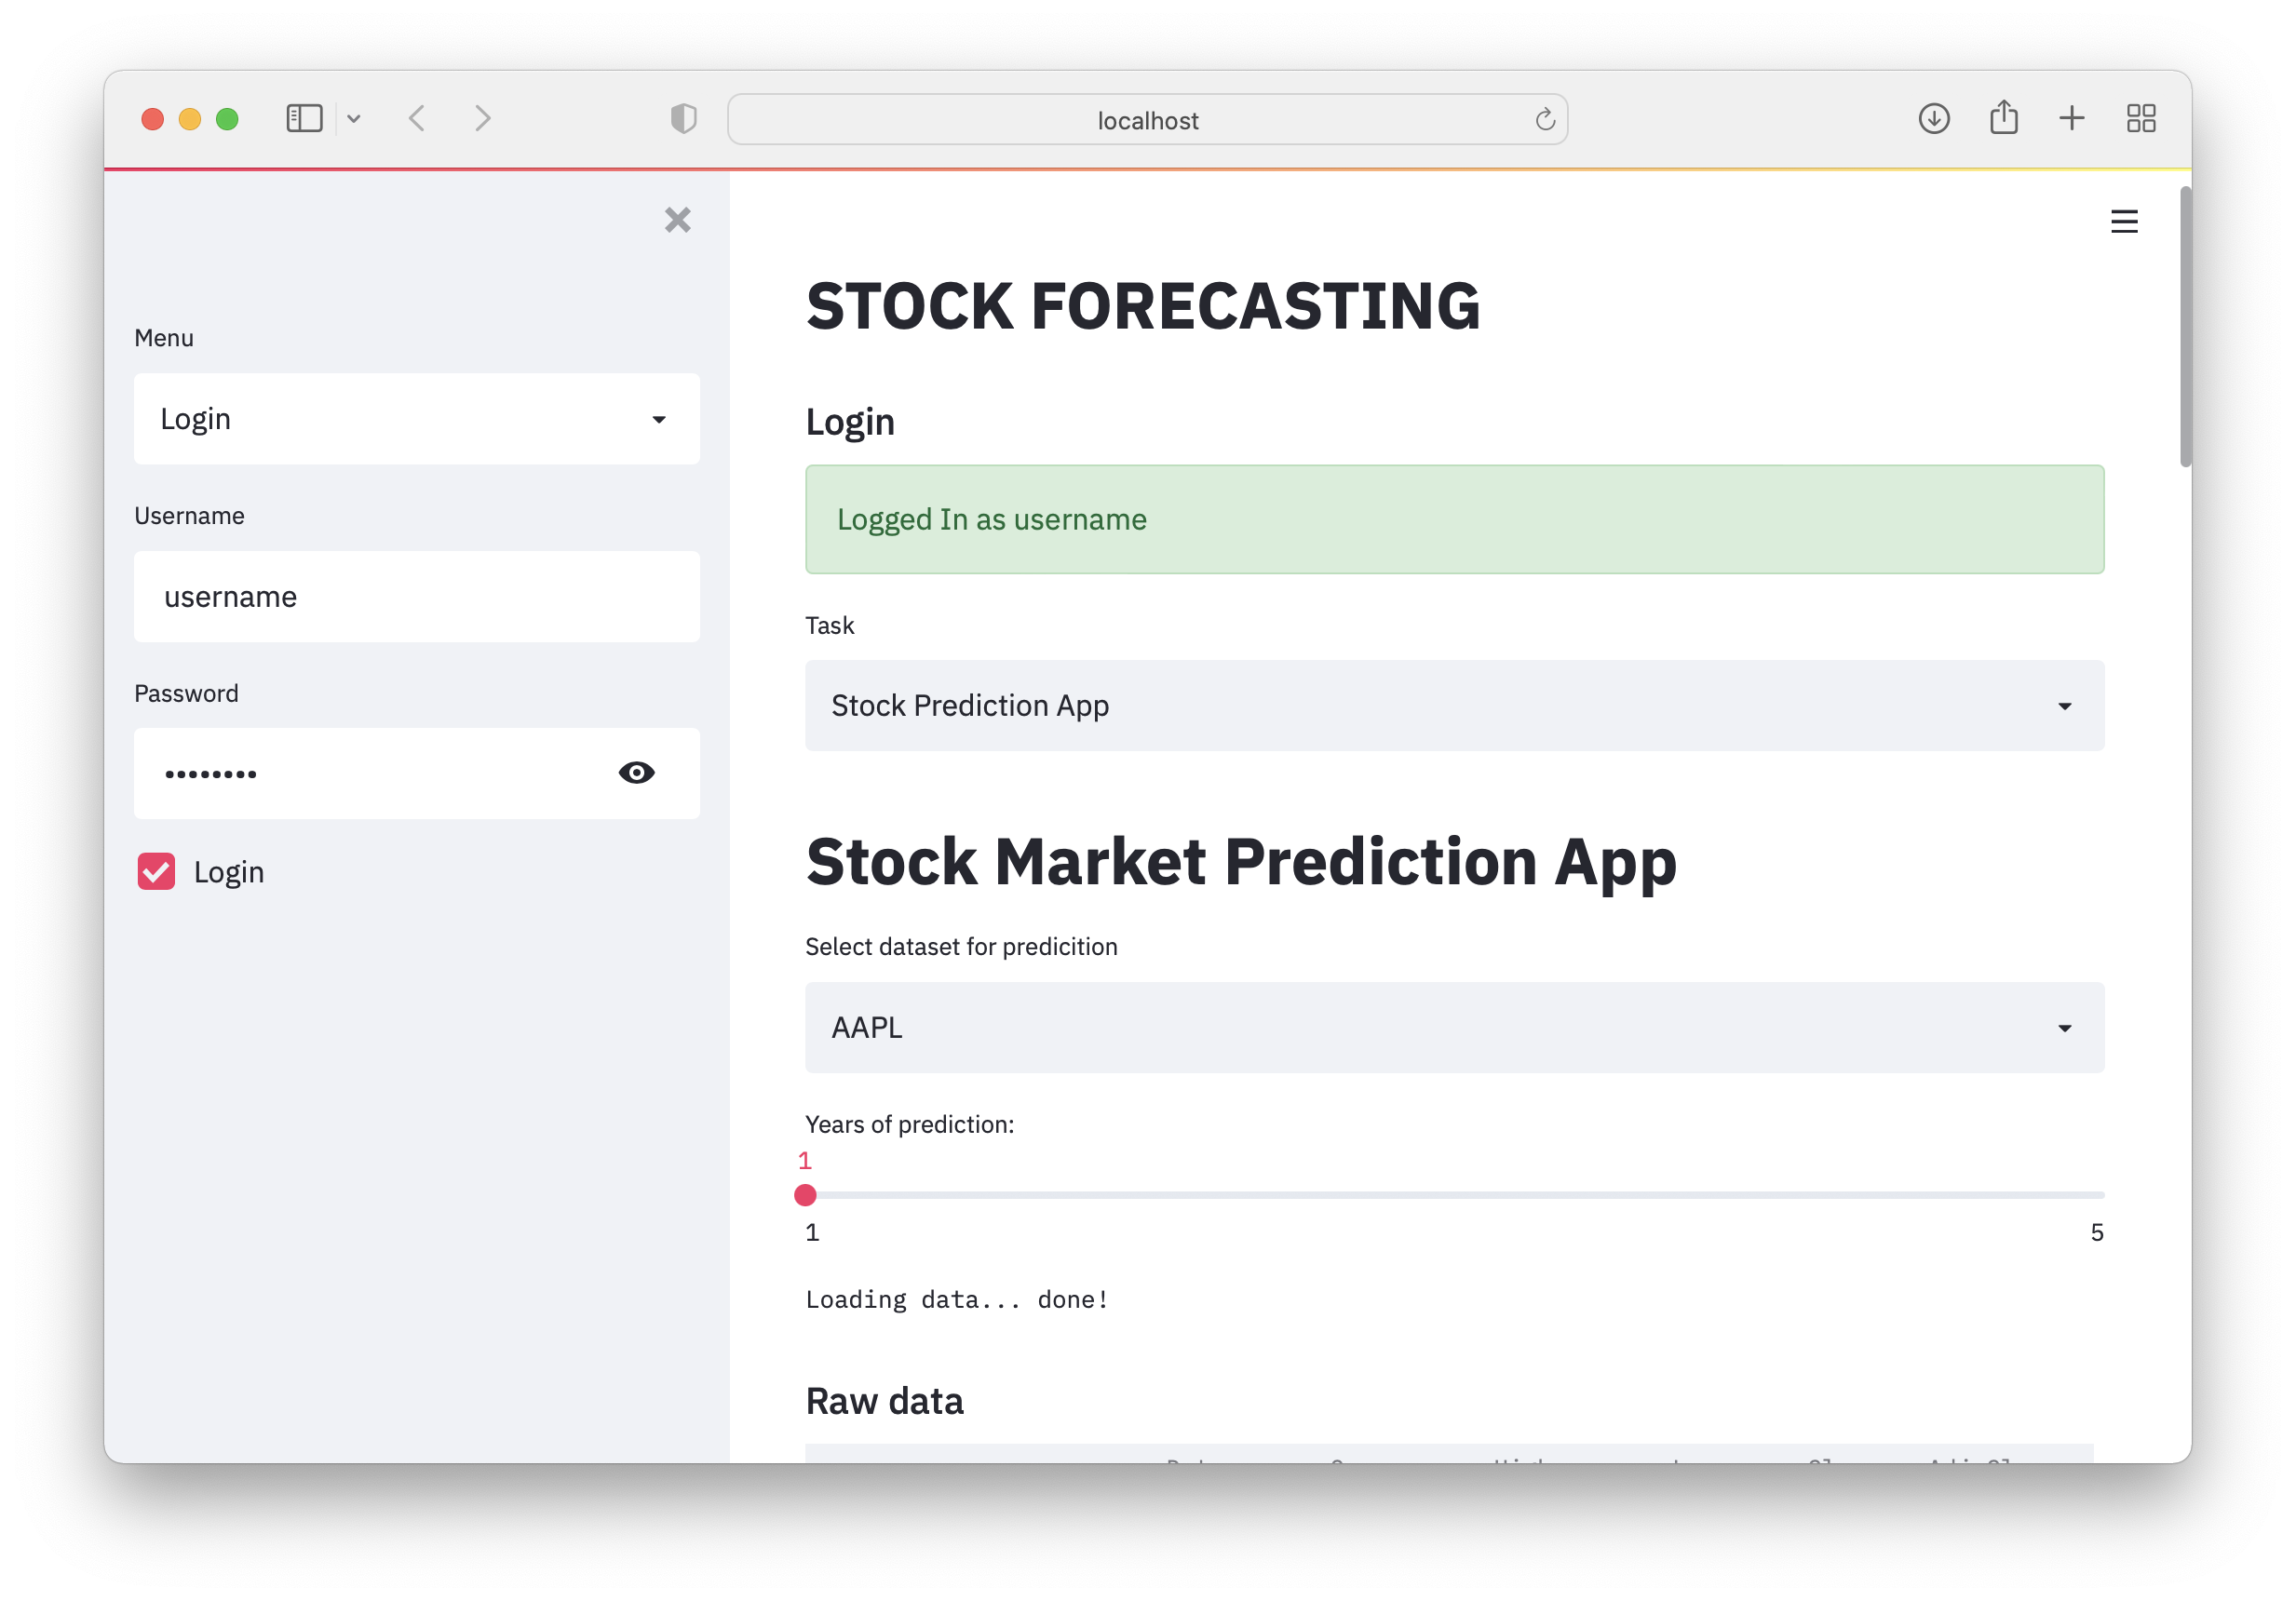 localhost
Menu
Login
Username
username
Password
••••••••
Login
STOCK FORECASTING
Login
Logged In as username
Task
Stock Prediction App
Stock Market Prediction App
Select dataset for predicition
AAPL
Years of prediction:
1
1 5
Loading data... done!
Raw data